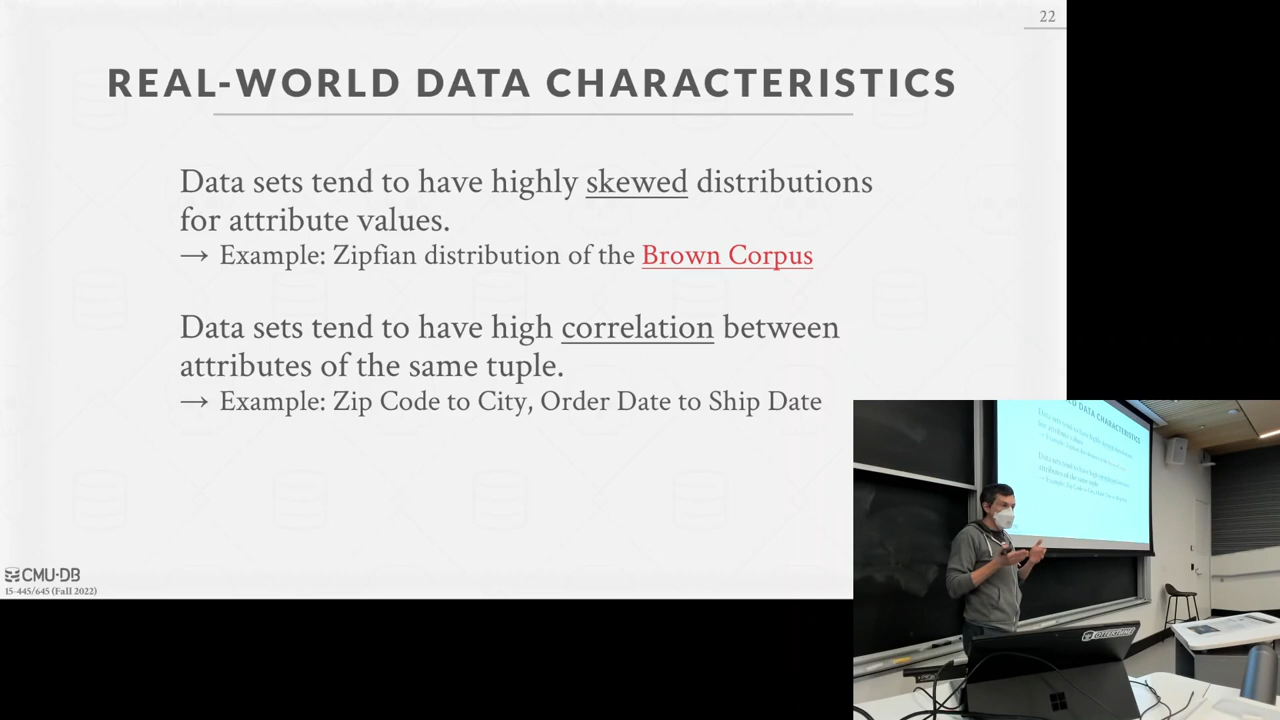 22
REAL-WORLD DATA CHARACTERISTICS
Data sets tend to have highly skewed distributions
for attribute values.
→ Example: Zipfian distribution of the Brown Corpus
Data sets tend to have high correlation between
attributes of the same tuple.
→ Example: Zip Code to City, Order Date to Ship Date
CMU·DB
15-445/645 (Fall 2022)
DATA CHARACTERISTICS